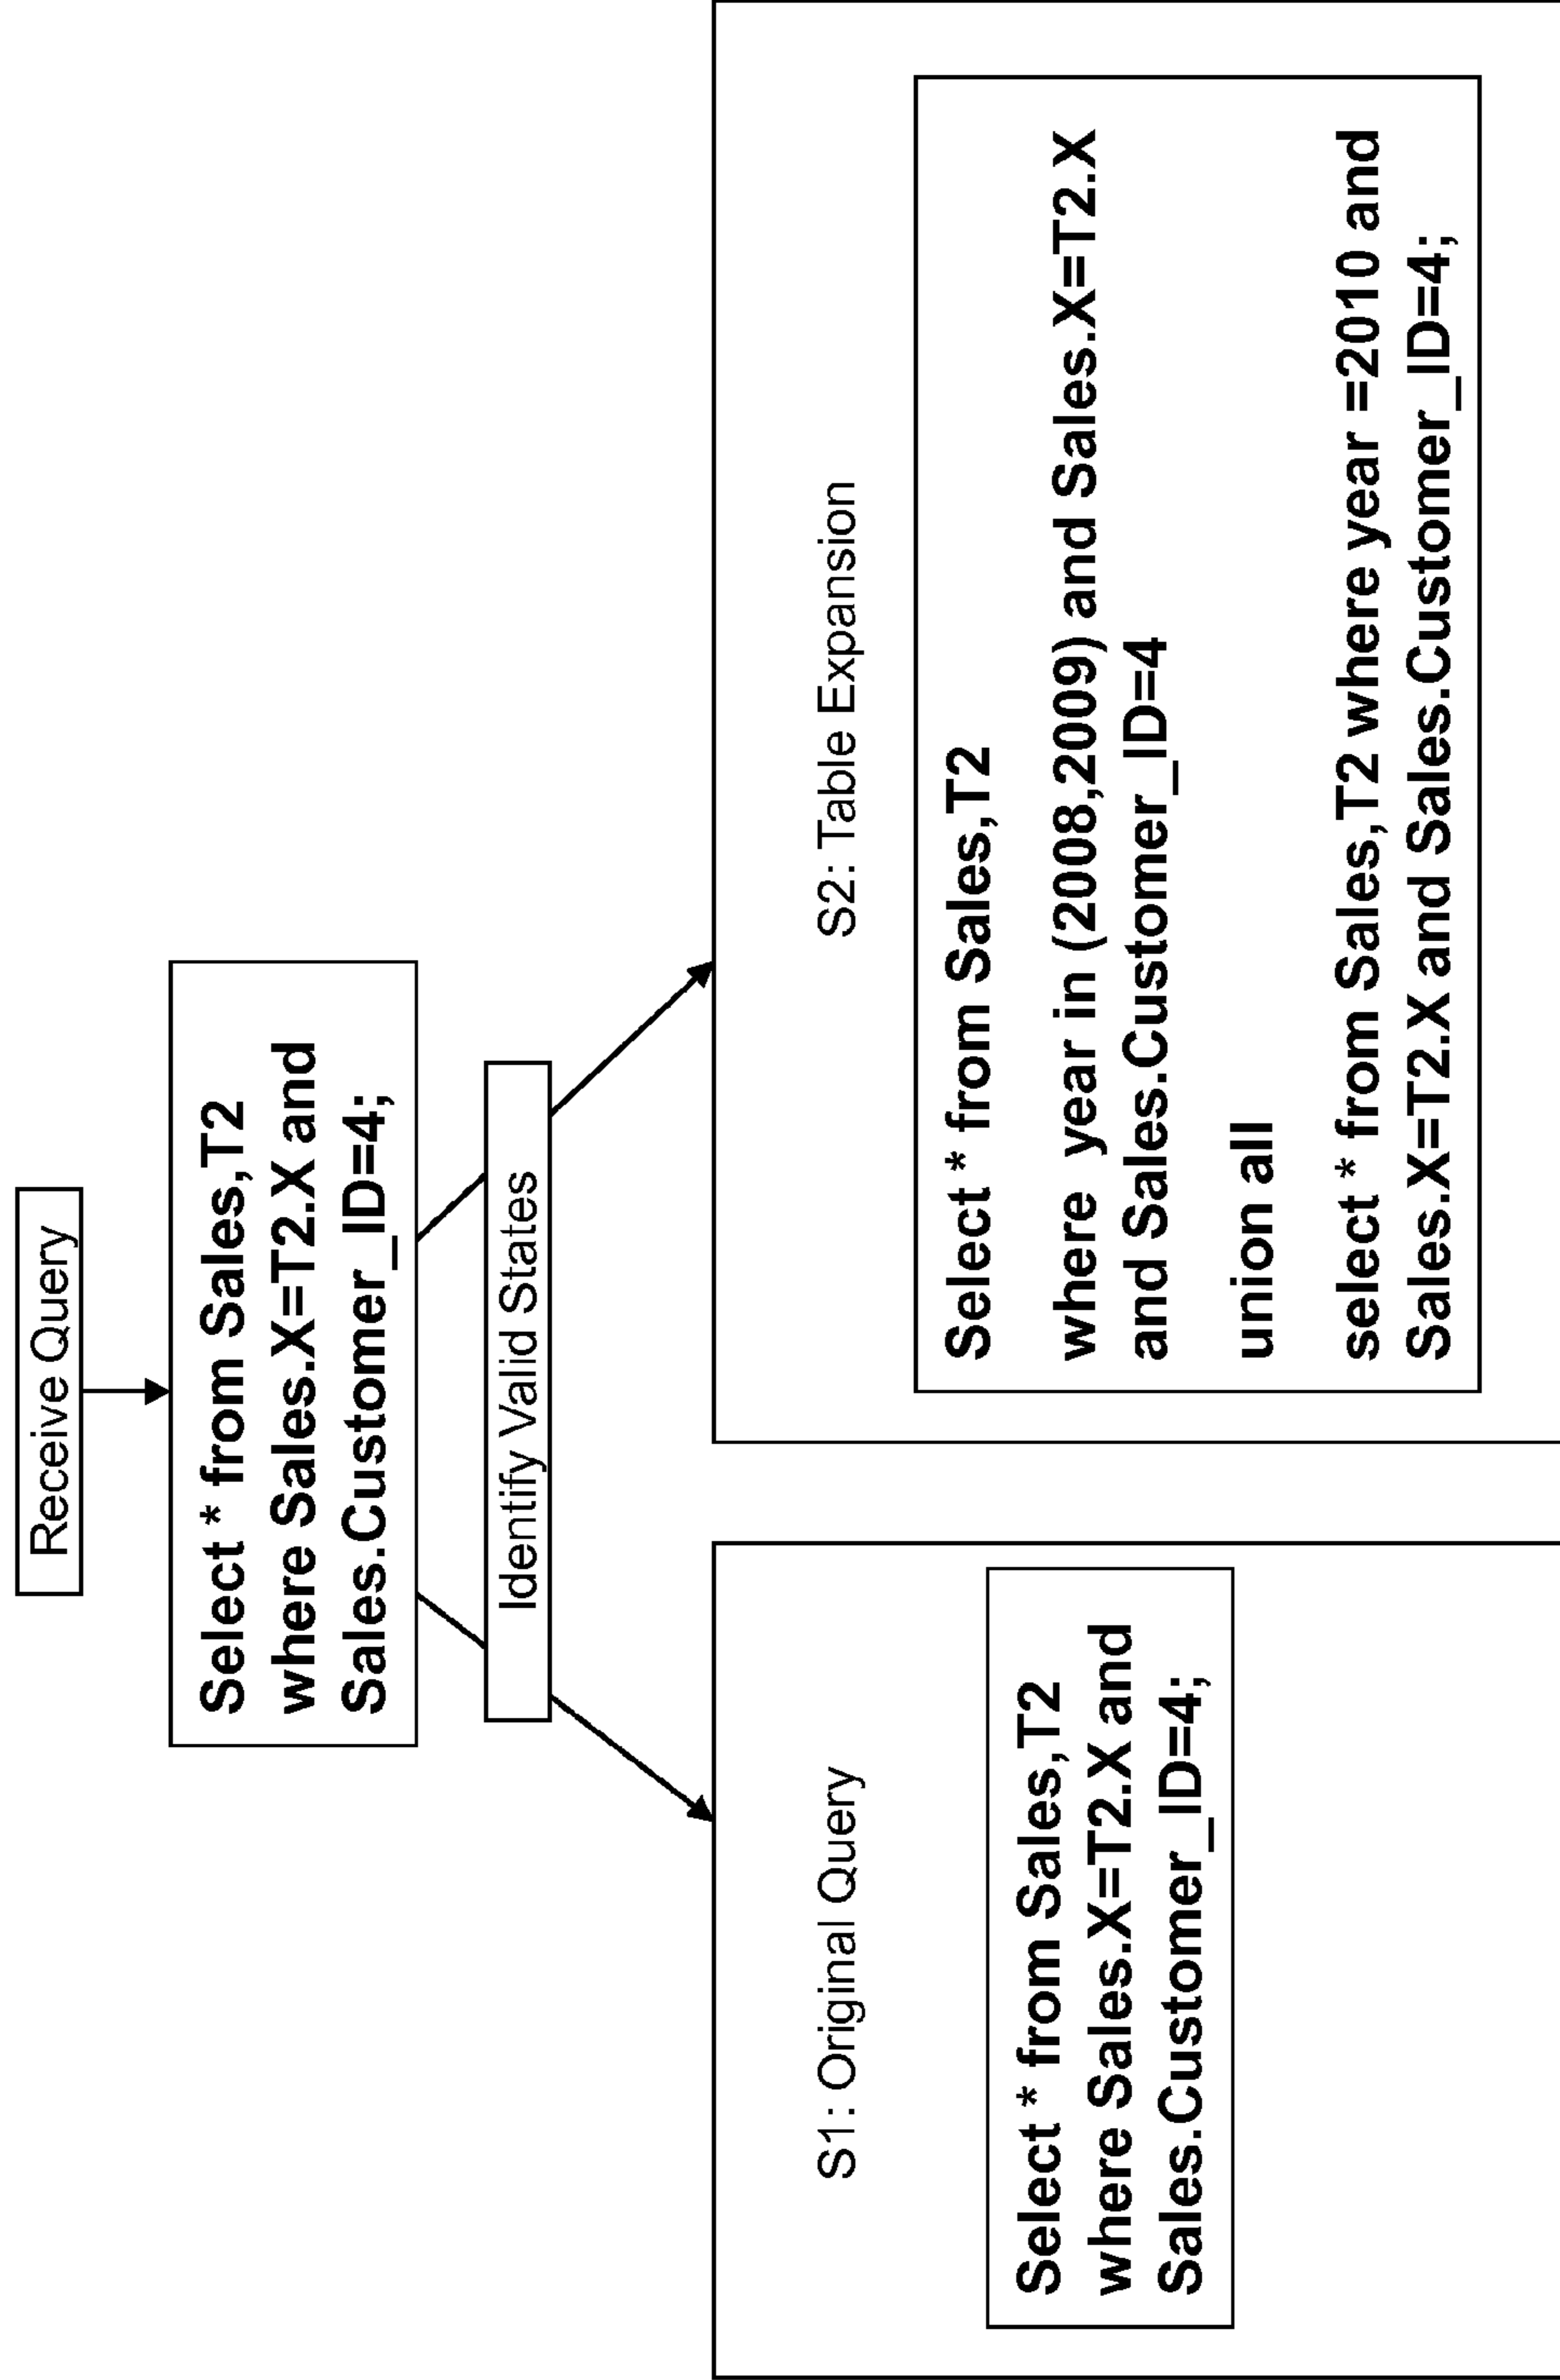 Receive Query
Select * from Sales,T2
where Sales.X=T2.X and
Sales.Customer_ID=4;
Identify Valid States
S1: Original Query
Select * from Sales,T2
where Sales.X=T2.X and
Sales.Customer_ID=4;
S2: Table Expansion
Select * from Sales,T2
where year in (2008,2009) and Sales.X=T2.X
and Sales.Customer_ID=4
union all
select * from Sales,T2 where year =2010 and
Sales.X=T2.X and Sales.Customer_ID=4;